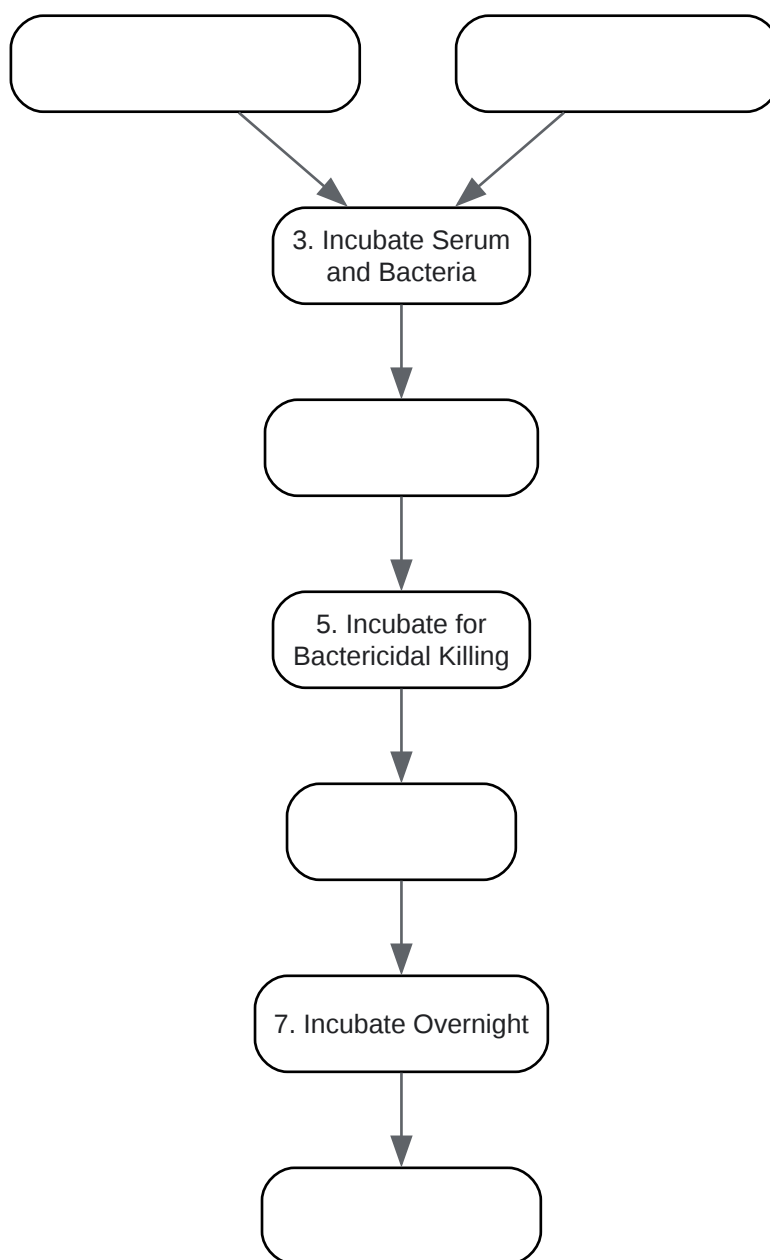 3. Incubate Serum
and Bacteria
5. Incubate for
Bactericidal Killing
7. Incubate Overnight